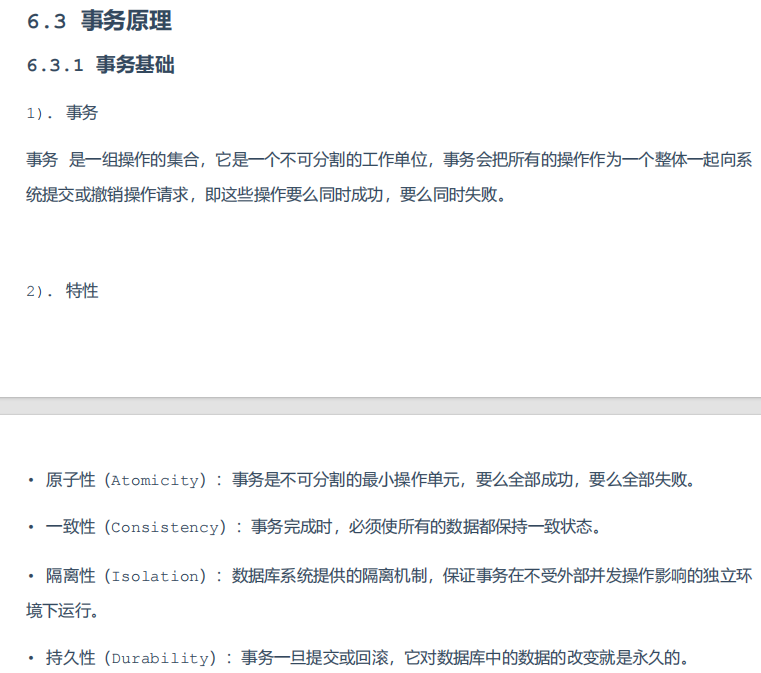 6.3 事务原理
6.3.1 事务基础
1). 事务
事务 是一组操作的集合，它是一个不可分割的工作单位，事务会把所有的操作作为一个整体一起向系
统提交或撤销操作请求，即这些操作要么同时成功，要么同时失败。
2). 特性
• 原子性（Atomicity）：事务是不可分割的最小操作单元，要么全部成功，要么全部失败。
• 一致性（Consistency）：事务完成时，必须使所有的数据都保持一致状态。
• 隔离性（Isolation）：数据库系统提供的隔离机制，保证事务在不受外部并发操作影响的独立环
境下运行。
• 持久性（Durability）：事务一旦提交或回滚，它对数据库中的数据的改变就是永久的。